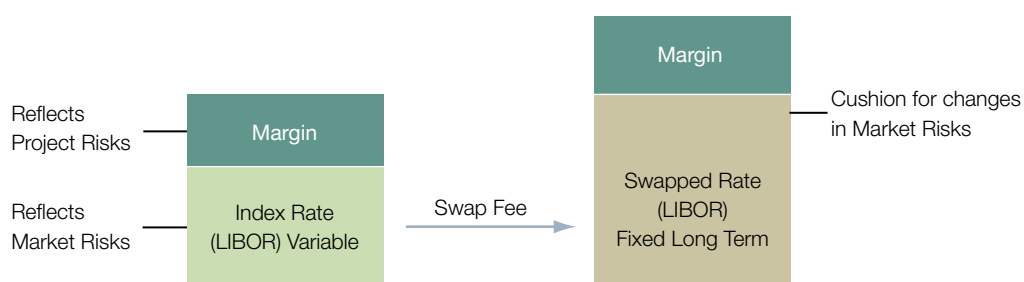 Reflects
Project Risks
Margin
Reflects
Market Risks
Index Rate
(LIBOR) Variable
Swap Fee
Margin
Swapped Rate
(LIBOR)
Fixed Long Term
Cushion for changes
in Market Risks